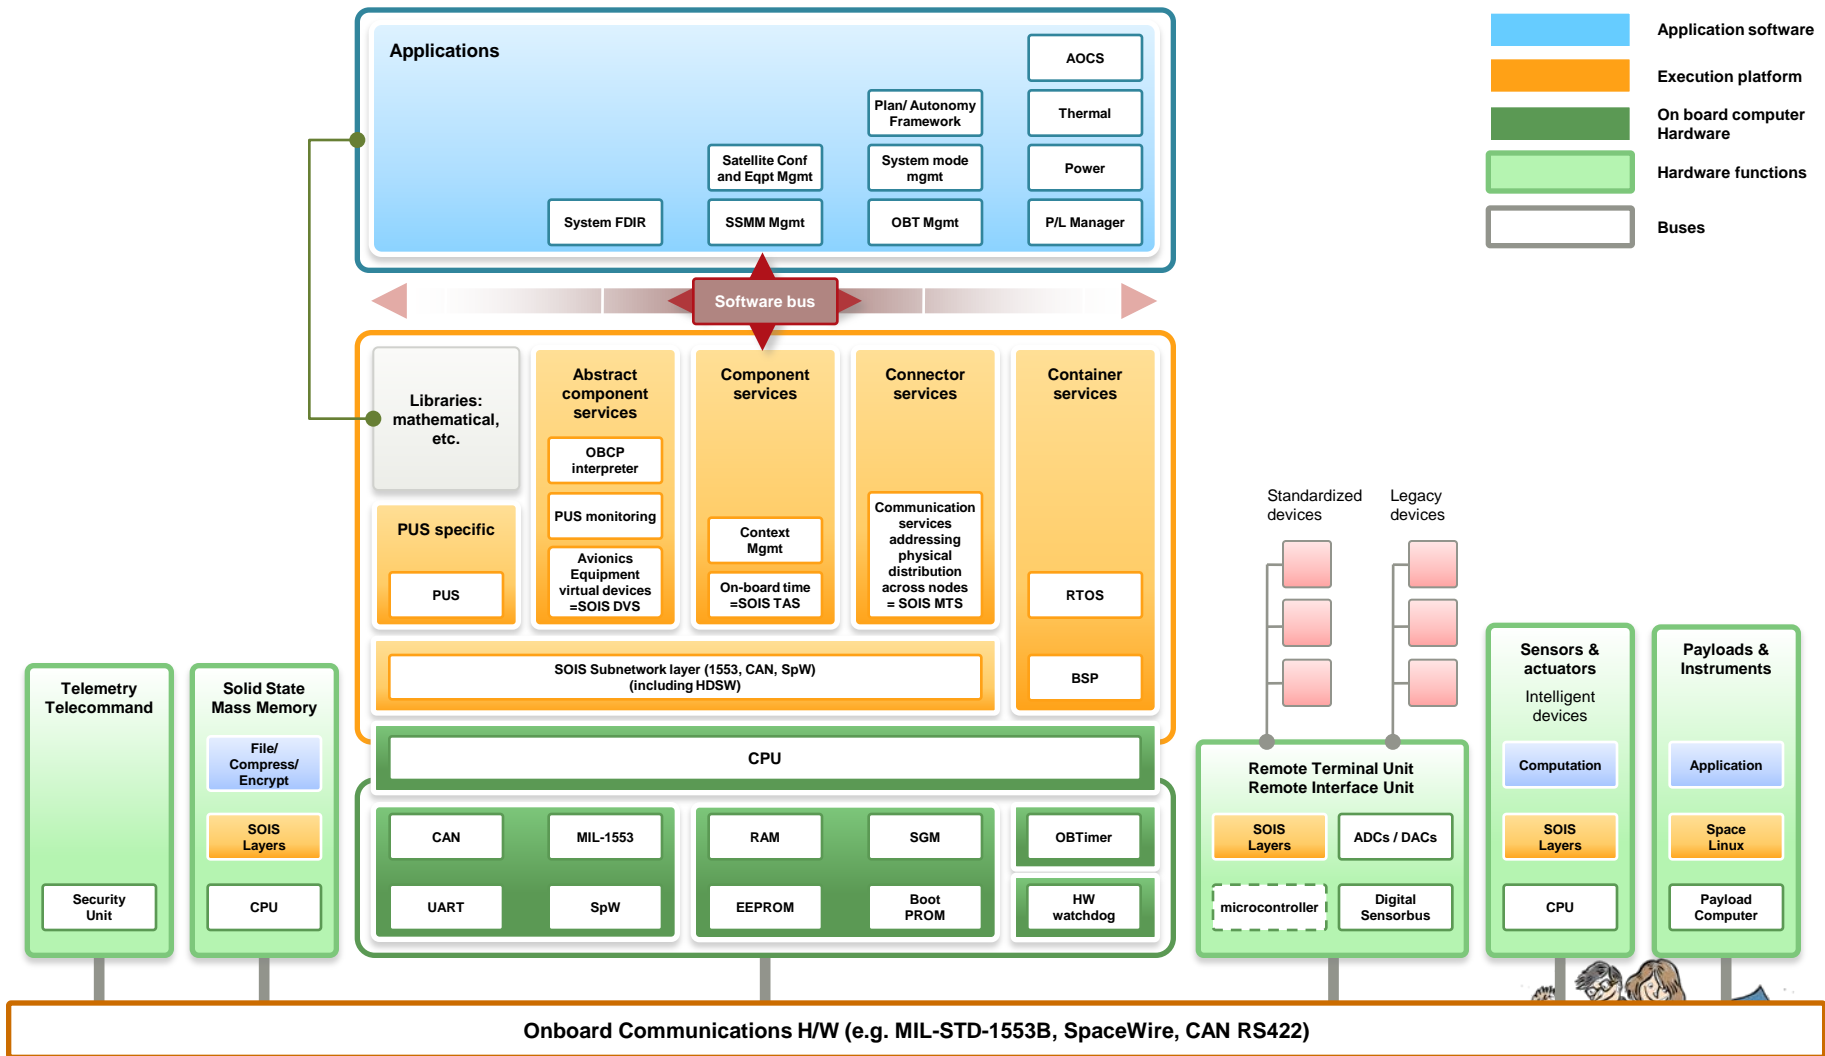 Applications
AOCS
Plan/ Autonomy
Framework
Thermal
Satellite Conf
and Eqpt Mgmt
System mode
mgmt
Power
System FDIR
SSMM Mgmt
OBT Mgmt
P/L Manager
Application software
Execution platform
On board computer
Hardware
Hardware functions
Buses
Software bus
Libraries:
mathematical,
etc.
Abstract
component
services
OBCP
interpreter
PUS monitoring
Avionics
Equipment
virtual devices
=SOIS DVS
Component
services
Context
Mgmt
On-board time
=SOIS TAS
Connector
services
Communication
services
addressing
physical
distribution
across nodes
= SOIS MTS
Container
services
RTOS
BSP
PUS specific
PUS
SOIS Subnetwork layer (1553, CAN, SpW)
(including HDSW)
CPU
CAN
MIL-1553
UART
SpW
RAM
SGM
EEPROM
Boot
PROM
OBTimer
HW
watchdog
Telemetry
Telecommand
Security
Unit
Solid State
Mass Memory
File/
Compress/
Encrypt
SOIS
Layers
CPU
Standardized
devices
Legacy
devices
Remote Terminal Unit
Remote Interface Unit
SOIS
Layers
ADCs / DACs
microcontroller
Digital
Sensorbus
Sensors &
actuators
Intelligent
devices
Computation
SOIS
Layers
CPU
Payloads &
Instruments
Application
Space
Linux
Payload
Computer
Onboard Communications H/W (e.g. MIL-STD-1553B, SpaceWire, CAN RS422)